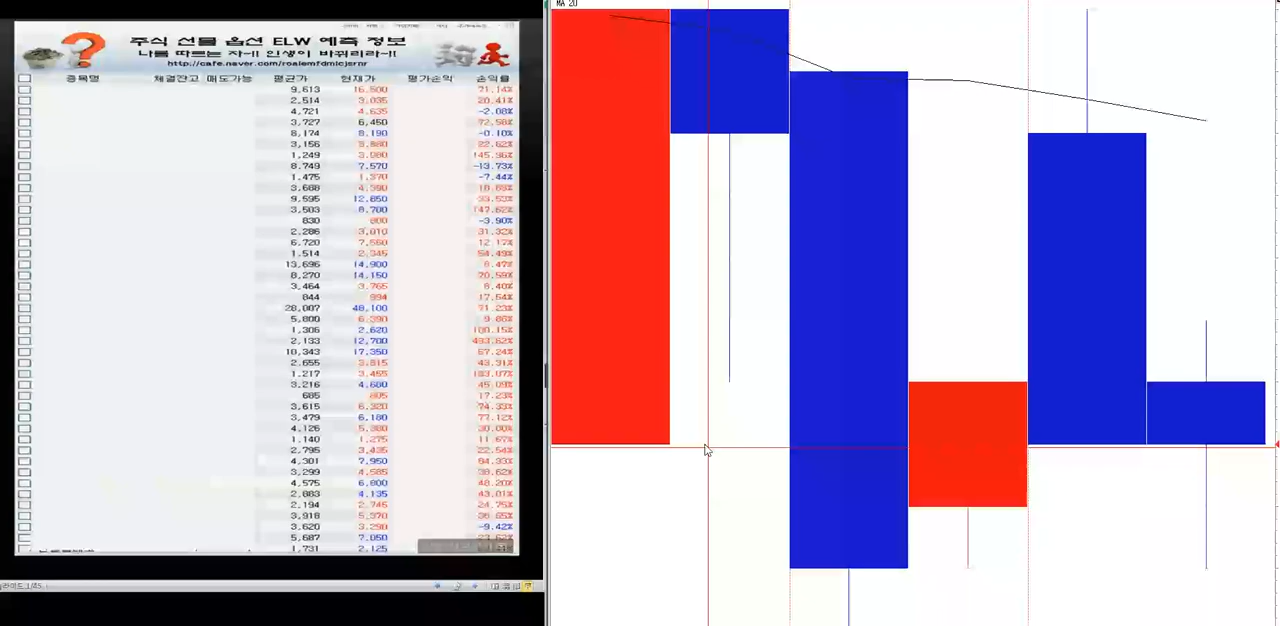 MA 20
주식 선물 옵션 ELW 예측 정보
나를 따르는 자~!! 인생이 바뀌리라~!!
http://cafe.naver.com/roalemfdmlcjsrnr
종목명 체결잔고 매도가능 평균가 현재가 평가손익 손익률
9,613 16,500 71.14%
2,514 3,035 20.41%
4,721 4,635 -2.08%
3,727 6,450 72.58%
8,174 8,190 -0.10%
3,156 3,880 22.62%
1,249 3,080 145.96%
8,749 7,570 -13.73%
1,475 1,370 -7.44%
3,688 4,390 18.69%
9,595 12,850 33.53%
3,503 8,700 147.62%
830 800 -3.90%
2,286 3,010 31.32%
6,720 7,560 12.17%
1,514 2,345 54.49%
13,696 14,900 8.47%
8,270 14,150 70.59%
3,464 3,765 8.40%
844 994 17.54%
28,007 48,100 71.23%
5,800 6,390 9.86%
1,306 2,620 100.15%
2,133 12,700 493.62%
10,343 17,350 67.24%
2,655 3,815 43.31%
1,217 3,455 183.07%
3,216 4,680 45.09%
685 805 17.23%
3,615 6,320 74.33%
3,479 6,180 77.12%
4,126 5,380 30.00%
1,140 1,275 11.67%
2,795 3,435 22.54%
4,301 7,950 84.33%
3,299 4,585 38.62%
4,575 6,800 48.20%
2,883 4,135 43.01%
2,194 2,745 24.75%
3,918 5,370 36.65%
3,620 3,290 -9.42%
5,687 7,050
1,731 2,125